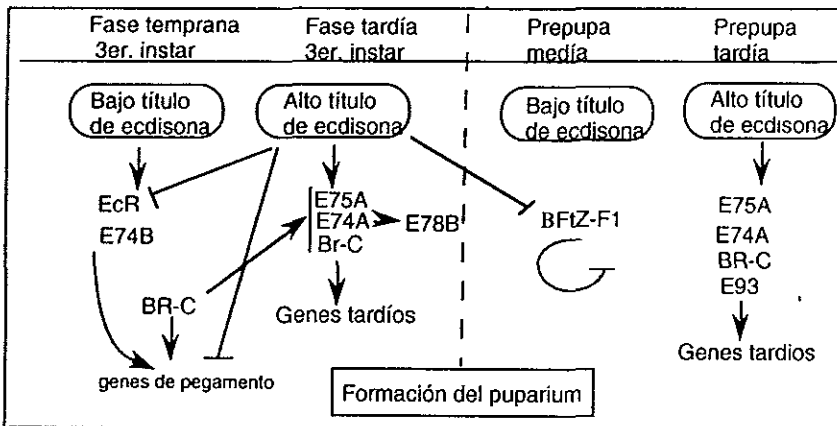 Fase temprana
3er. instar
Fase tardía
3er. instar
Prepupa
medía
Prepupa
tardía
Bajo título
de ecdisona
Alto título
de ecdisona
Bajo título
de ecdisona
Alto título
de ecdisona
EcR
E74B
BR-C
genes de pegamento
E75A
E74A
Br-C
E78B
Genes tardíos
BFtZ-F1
E75A
E74A
BR-C
E93
Genes tardios
Formación del puparium